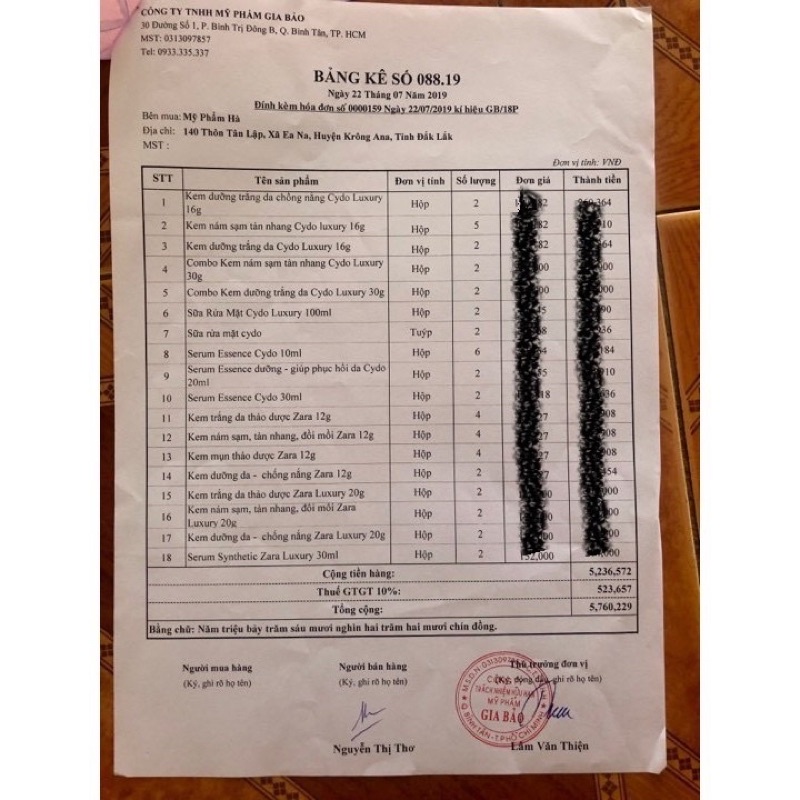 CÔNG TY TNHH MỸ PHẨM GIA BẢO
30 Đường Số 1, P. Bình Trị Đông B, Q. Bình Tân, TP. HCM
MST: 0313097857
Tel: 0933.335.337
BẢNG KÊ SỐ 088.19
Ngày 22 Tháng 07 Năm 2019
Đính kèm hóa đơn số 0000159 Ngày 22/07/2019 kí hiệu GB/18P
Bên mua: Mỹ Phẩm Hà
Địa chỉ: 140 Thôn Tân Lập, Xã Ea Na, Huyện Krông Ana, Tỉnh Đắk Lắk
MST :
Đơn vị tính: VNĐ
STT Tên sản phẩm Đơn vị tính Số lượng Đơn giá Thành tiền
1 Kem dưỡng trắng da chống nắng Cydo Luxury 16g Hộp 2
2 Kem nám sạm tàn nhang Cydo luxury 16g Hộp 5
3 Kem dưỡng trắng da Cydo Luxury 16g Hộp 2
4 Combo Kem nám sạm tàn nhang Cydo Luxury 30g Hộp 2
5 Combo Kem dưỡng trắng da Cydo Luxury 30g Hộp 2
6 Sữa Rửa Mặt Cydo Luxury 100ml Hộp 2
7 Sữa rửa mặt cydo Tuýp 2
8 Serum Essence Cydo 10ml Hộp 6
9 Serum Essence dưỡng - giúp phục hồi da Cydo 20ml Hộp 2
10 Serum Essence Cydo 30ml Hộp 2
11 Kem trắng da thảo dược Zara 12g Hộp 4
12 Kem nám sạm, tàn nhang, đồi mồi Zara 12g Hộp 4
13 Kem mụn thảo dược Zara 12g Hộp 4
14 Kem dưỡng da - chống nắng Zara 12g Hộp 2
15 Kem trắng da thảo dược Zara Luxury 20g Hộp 2
16 Kem nám sạm, tàn nhang, đồi mồi Zara Luxury 20g Hộp 2
17 Kem dưỡng da - chống nắng Zara Luxury 20g Hộp 2
18 Serum Synthetic Zara Luxury 30ml Hộp 2
Cộng tiền hàng: 5,236,572
Thuế GTGT 10%: 523,657
Tổng cộng: 5,760,229
Bằng chữ: Năm triệu bảy trăm sáu mươi nghìn hai trăm hai mươi chín đồng.
Người mua hàng Người bán hàng Thủ trưởng đơn vị
(Ký, ghi rõ họ tên) (Ký, ghi rõ họ tên) (Ký, đóng dấu, ghi rõ họ tên)
TRÁCH NHIỆM HỮU HẠN
MỸ PHẨM
GIA BẢO
Nguyễn Thị Thơ Lâm Văn Thiện